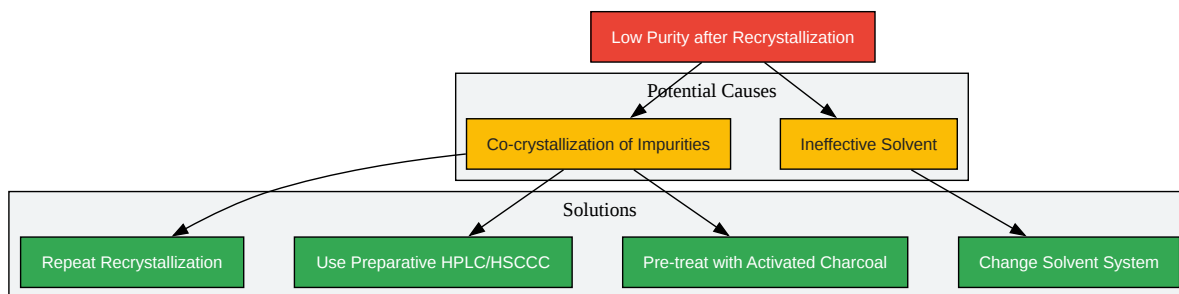 Low Purity after Recrystallization
Potential Causes
Co-crystallization of Impurities
Ineffective Solvent
Solutions
Repeat Recrystallization
Use Preparative HPLC/HSCCC
Pre-treat with Activated Charcoal
Change Solvent System